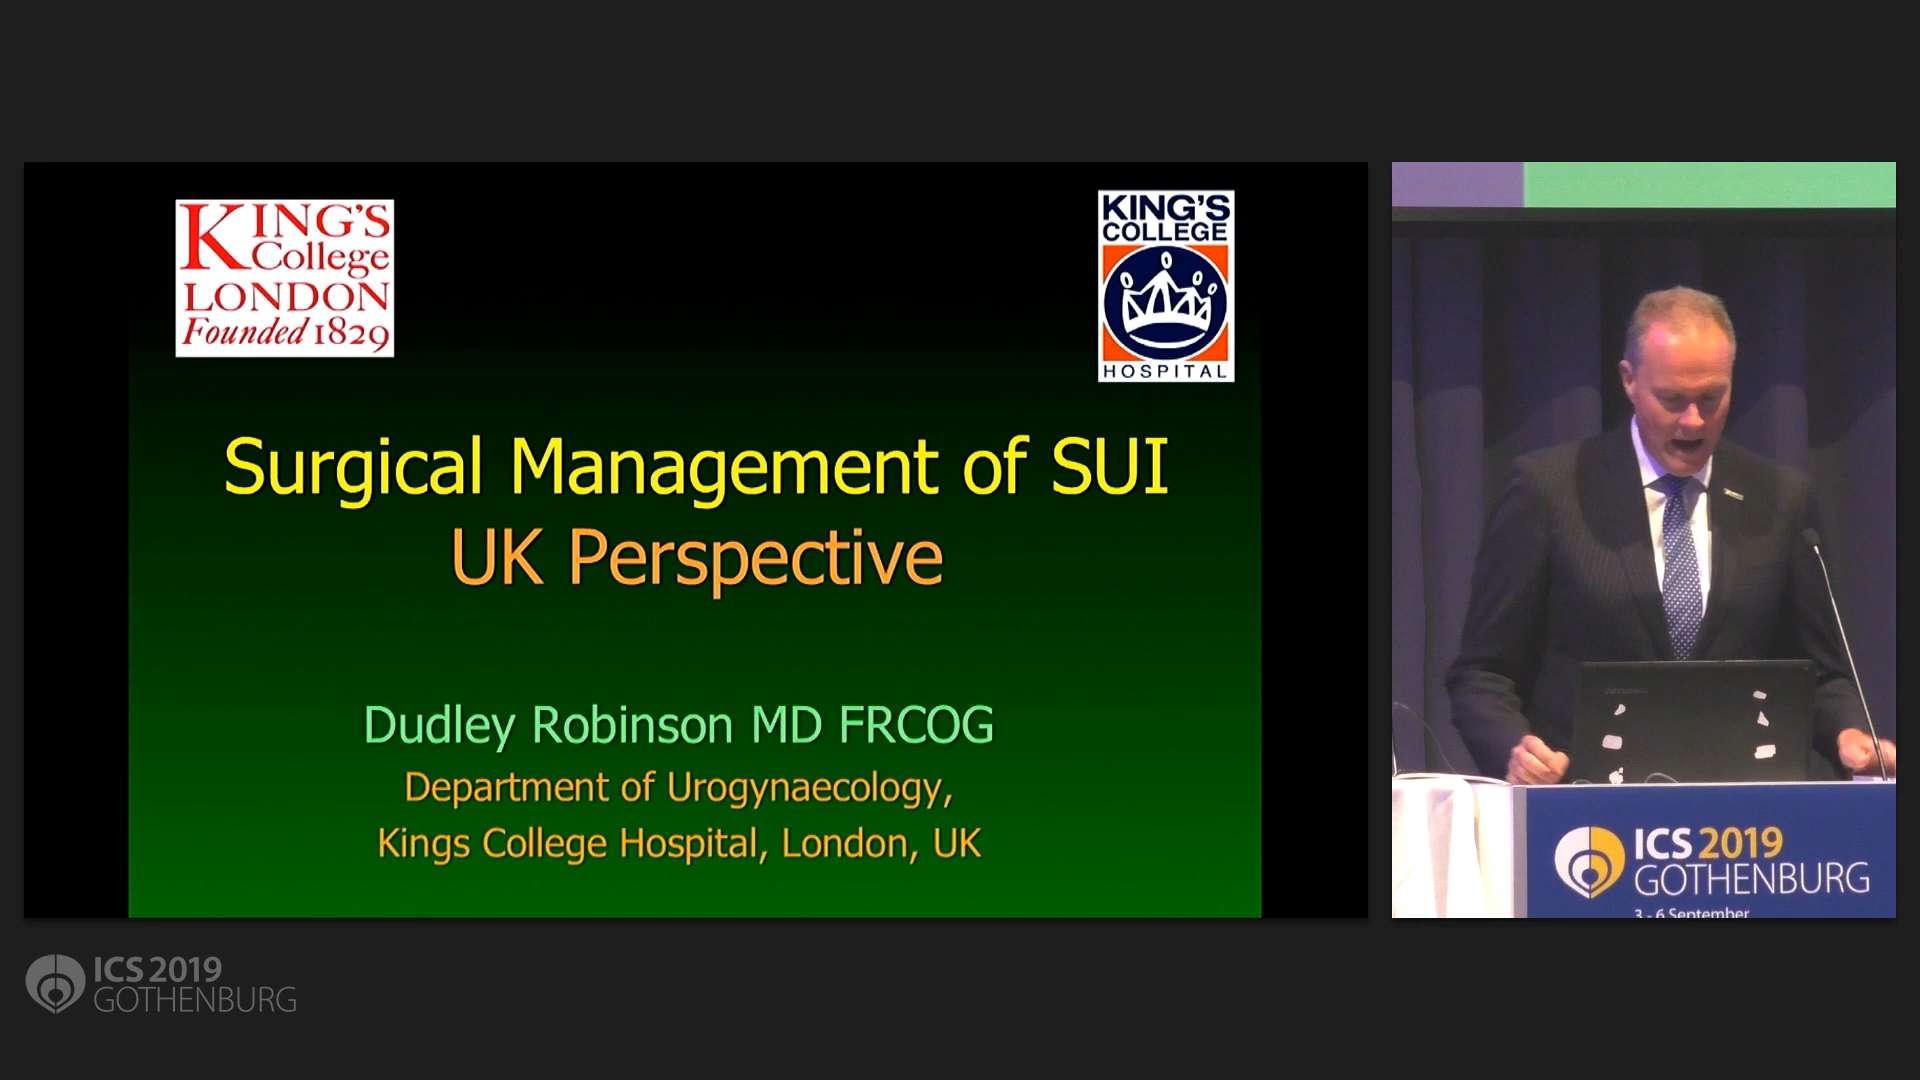 KING'S
College
LONDON
Founded 1829
KING'S
COLLEGE
HOSPITAL
Surgical Management of SUI
UK Perspective
Dudley Robinson MD FRCOG
Department of Urogynaecology,
Kings College Hospital, London, UK
ICS 2019
GOTHENBURG
3 - 6 September
ICS 2019
GOTHENBURG